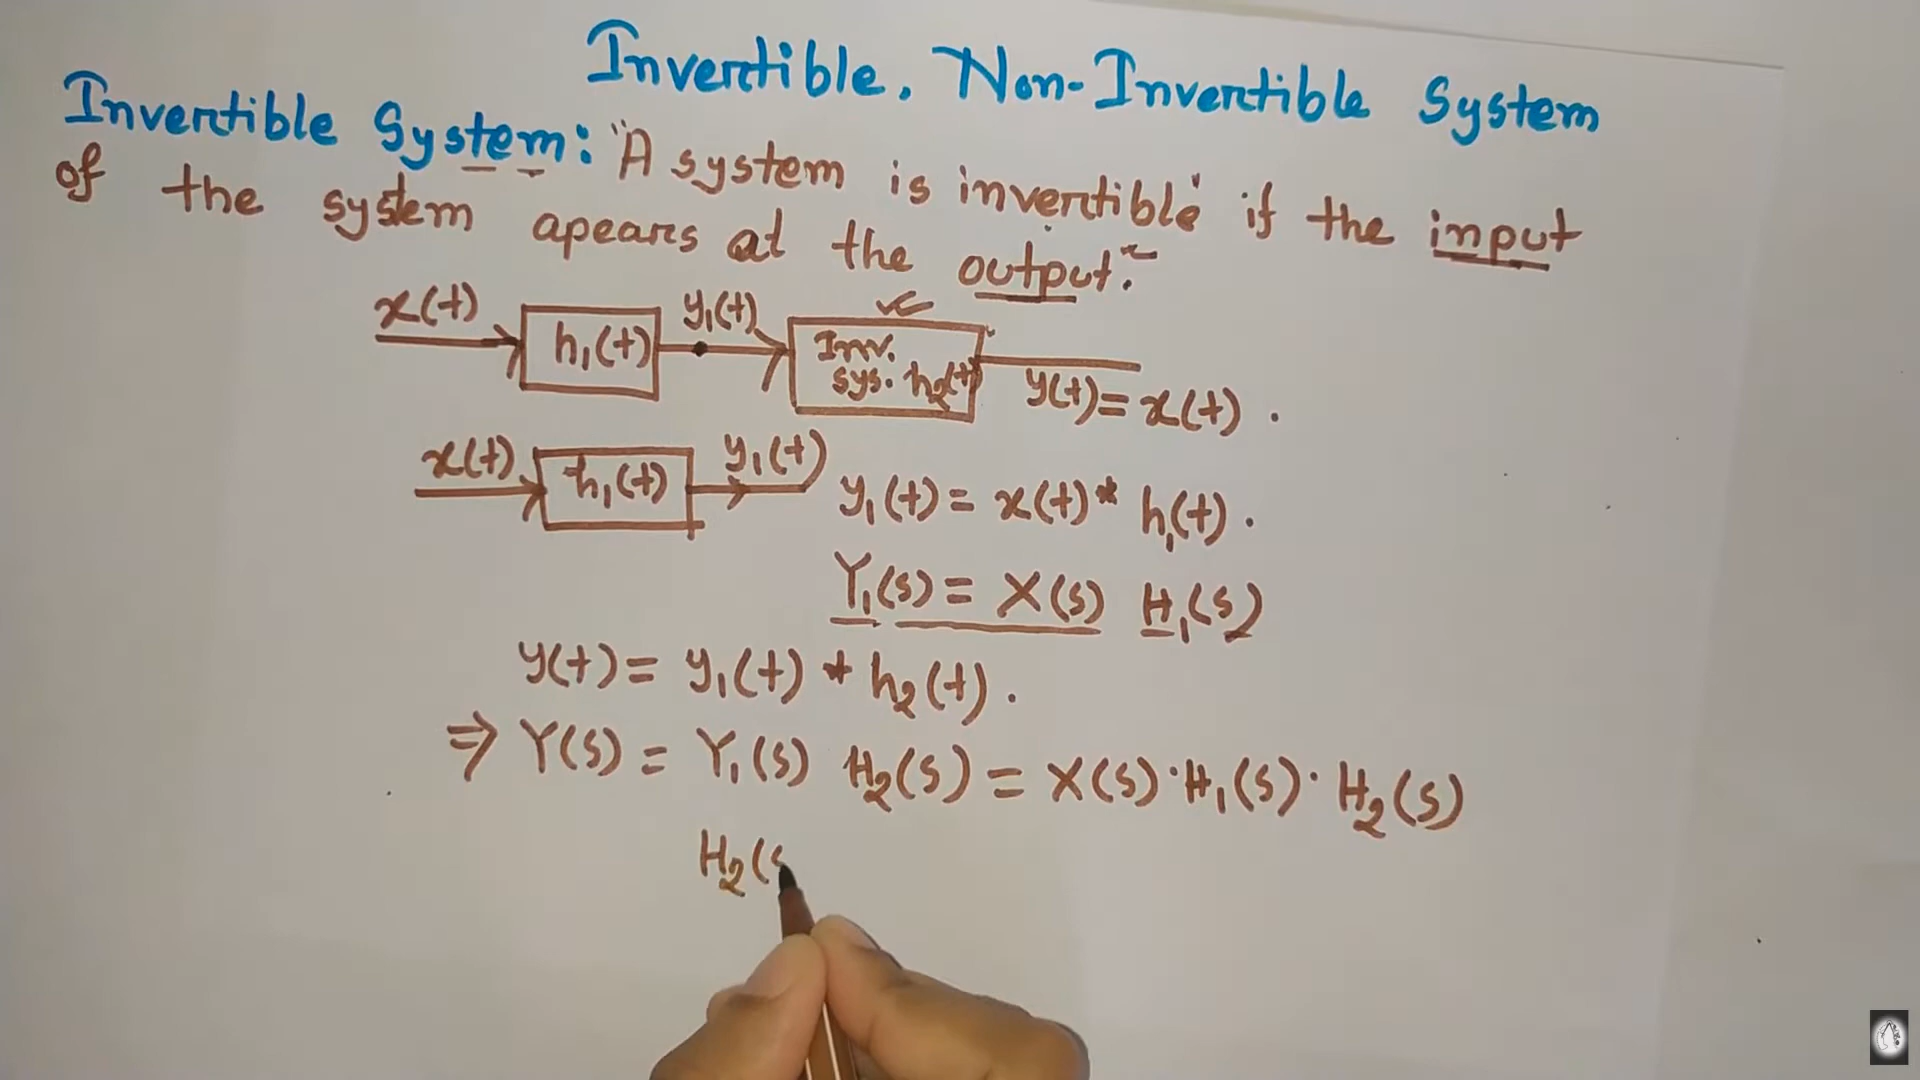 Invertible, Non-Invertible System
Invertible System: "A system is invertible if the input
of the system apears at the output."
x(t) h₁(t) y₁(t) Inv. sys. h₂(t) y(t) = x(t).
x(t) h₁(t) y₁(t)
y₁(t) = x(t) * h₁(t).
Y₁(s) = X(s) H₁(s)
y(t) = y₁(t) * h₂(t).
⇒ Y(s) = Y₁(s) H₂(s) = X(s)·H₁(s)·H₂(s)
H₂(s